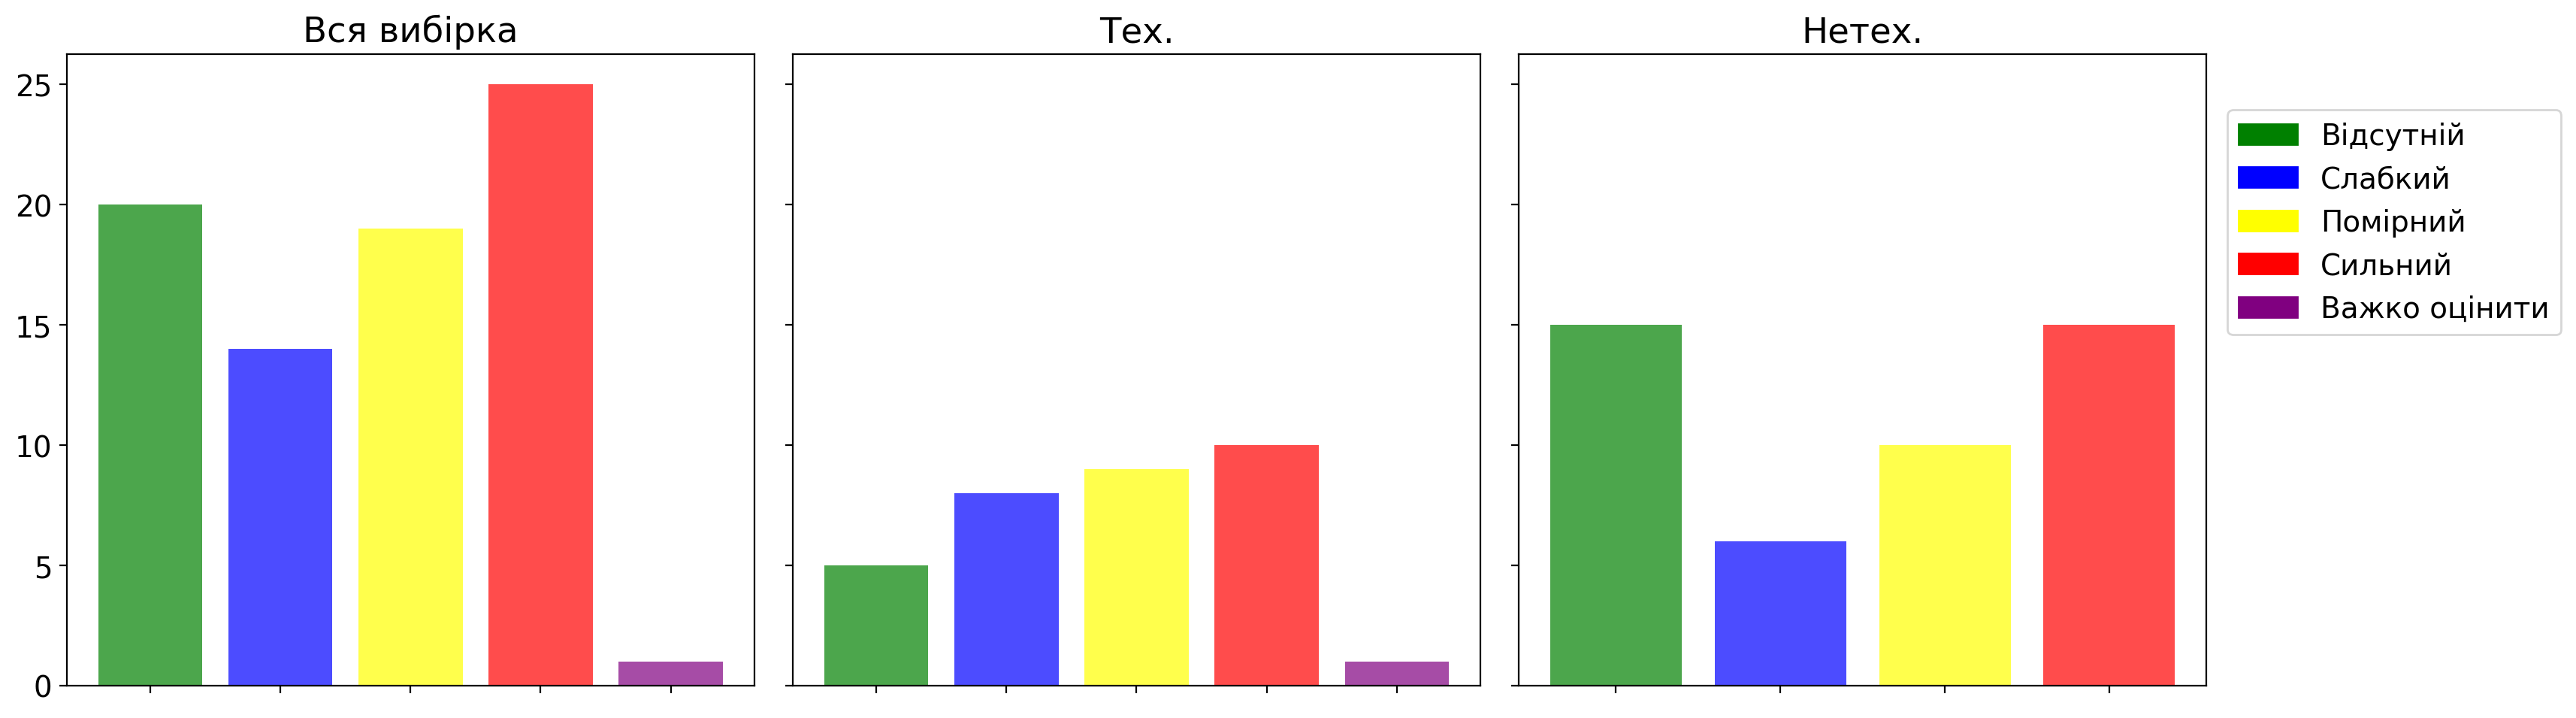 Вся вибірка
Тех.
Нетех.
25
20
15
10
5
0
Відсутній
Слабкий
Помірний
Сильний
Важко оцінити